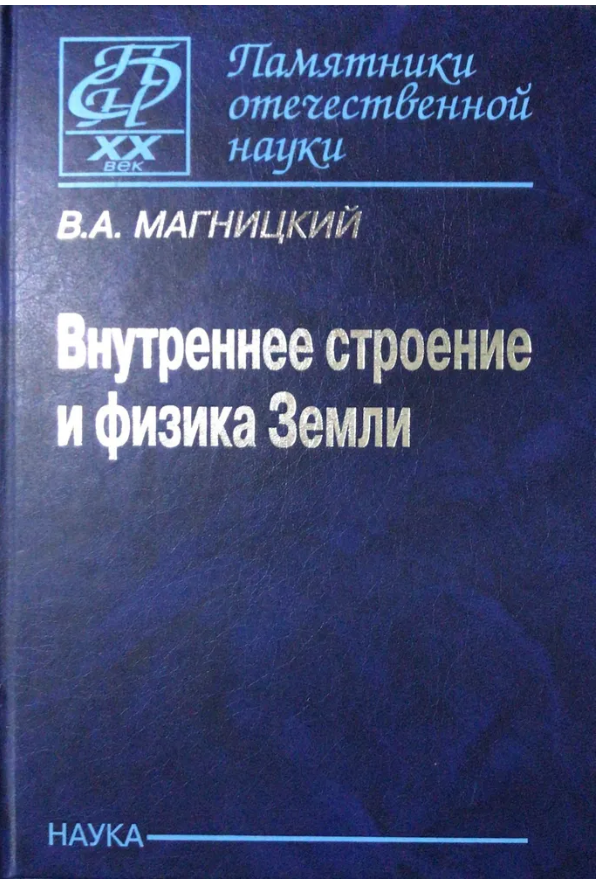 Памятники
отечественной
науки
XX
век
В.А. МАГНИЦКИЙ
Внутреннее строение
и физика Земли
НАУКА